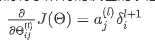 ∂/∂Θ_{ij}^{(l)} J(Θ) = a_j^{(l)} δ_i^{l+1}